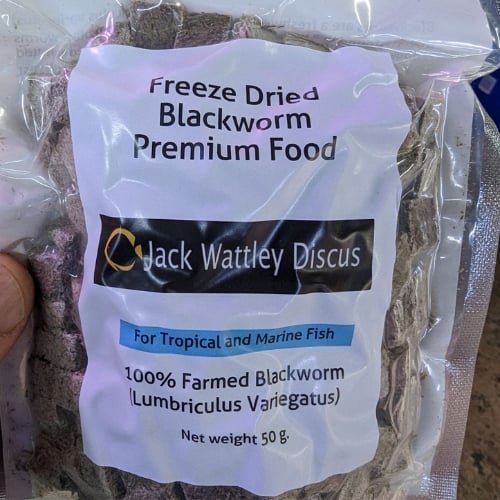 Freeze Dried
Blackworm
Premium Food
Jack Wattley Discus
For Tropical and Marine Fish
100% Farmed Blackworm
(Lumbriculus Variegatus)
Net weight 50 g.